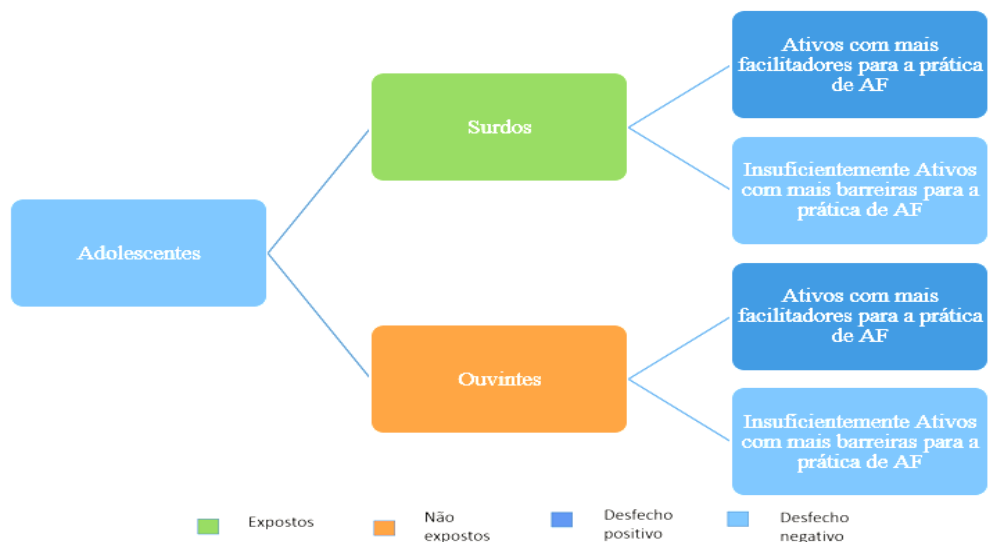 Ativos com mais
facilitadores para a prática
de AF
Surdos
Insuficientemente Ativos
com mais barreiras para a
prática de AF
Adolescentes
Ativos com mais
facilitadores para a prática
de AF
Ouvintes
Insuficientemente Ativos
com mais barreiras para a
prática de AF
Expostos
Não
expostos
Desfecho
positivo
Desfecho
negativo